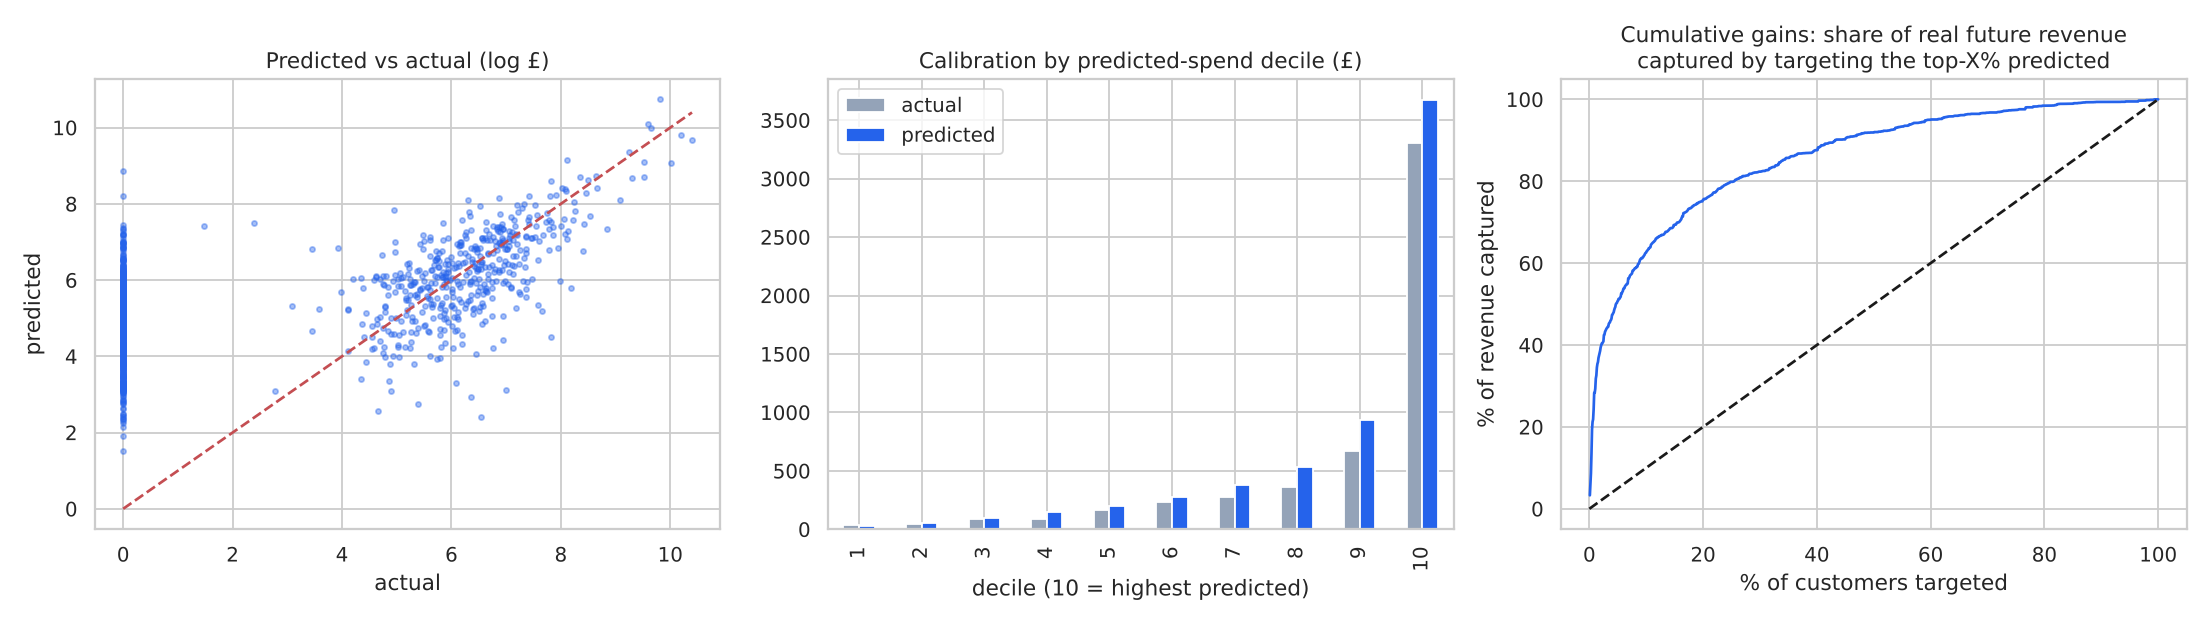 Predicted vs actual (log £)
predicted
10
8
6
4
2
0
0 2 4 6 8 10
actual
Calibration by predicted-spend decile (£)
actual
predicted
3500
3000
2500
2000
1500
1000
500
0
1 2 3 4 5 6 7 8 9 10
decile (10 = highest predicted)
Cumulative gains: share of real future revenue
captured by targeting the top-X% predicted
% of revenue captured
100
80
60
40
20
0
0 20 40 60 80 100
% of customers targeted